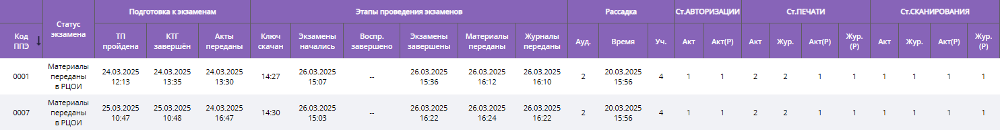 Подготовка к экзаменам Этапы проведения экзаменов Рассадка Ст.АВТОРИЗАЦИИ Ст.ПЕЧАТИ Ст.СКАНИРОВАНИЯ
Код ППЭ ↓ Статус экзамена ТП пройдена КТГ завершён Акты переданы Ключ скачан Экзамены начались Воспр. завершено Экзамены завершены Материалы переданы Журналы переданы Ауд. Время Уч. Акт Акт(Р) Акт Жур. Акт(Р) Жур. (Р) Акт Жур. Акт(Р) Жур. (Р)
0001 Материалы переданы в РЦОИ 24.03.2025 12:13 24.03.2025 13:35 24.03.2025 13:30 14:27 26.03.2025 15:07 -- 26.03.2025 15:36 26.03.2025 16:12 26.03.2025 16:10 2 20.03.2025 15:56 4 1 1 2 2 1 1 1 1 1 1
0007 Материалы переданы в РЦОИ 25.03.2025 10:47 25.03.2025 10:48 24.03.2025 16:47 14:30 26.03.2025 15:03 -- 26.03.2025 16:22 26.03.2025 16:24 26.03.2025 16:22 2 20.03.2025 15:56 4 1 1 2 2 1 1 1 1 1 1